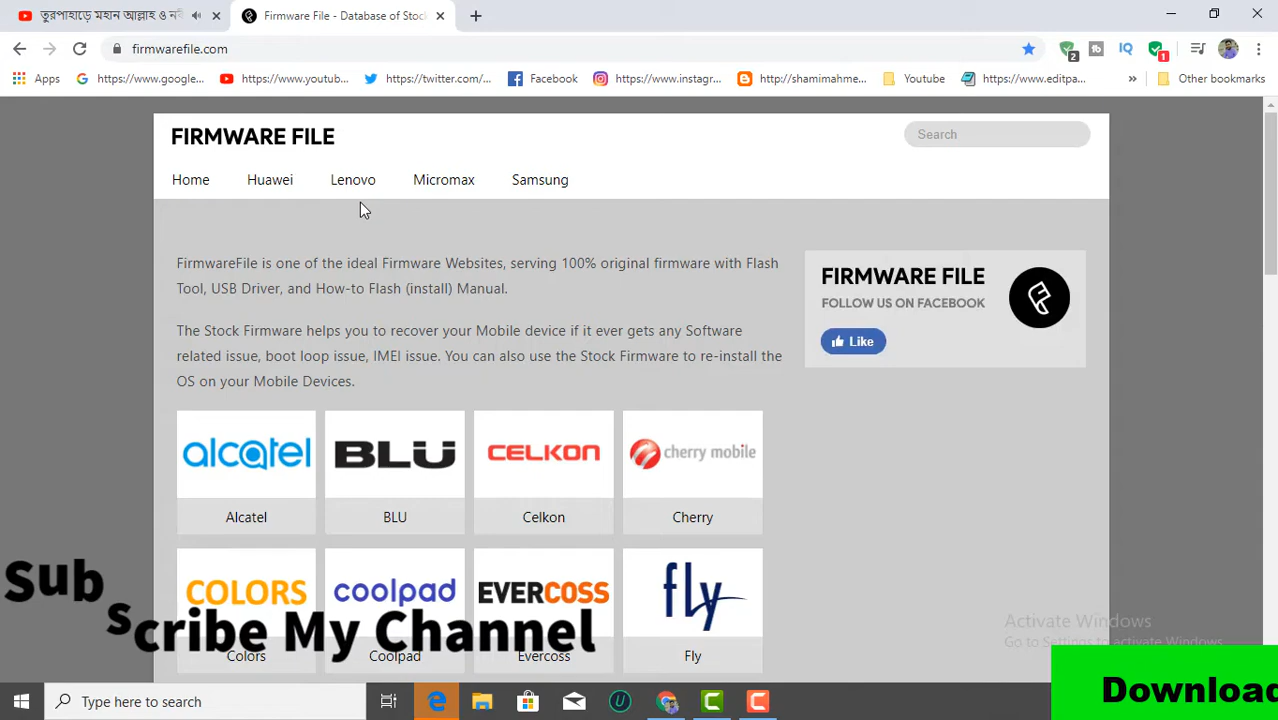 তুরপাহাড়ে মহান আল্লাহ ও নবী
Firmware File - Database of Stock
firmwarefile.com
2
1
Apps
https://www.google...
https://www.youtub...
https://twitter.com/...
Facebook
https://www.instagr...
http://shamimahme...
Youtube
https://www.editpa...
»
Other bookmarks
FIRMWARE FILE
Search
Home
Huawei
Lenovo
Micromax
Samsung
FirmwareFile is one of the ideal Firmware Websites, serving 100% original firmware with Flash
Tool, USB Driver, and How-to Flash (install) Manual.
The Stock Firmware helps you to recover your Mobile device if it ever gets any Software
related issue, boot loop issue, IMEI issue. You can also use the Stock Firmware to re-install the
OS on your Mobile Devices.
FIRMWARE FILE
FOLLOW US ON FACEBOOK
Like
alcatel
BLU
CELKON
cherry mobile
Alcatel
BLU
Celkon
Cherry
COLORS
coolpad
EVERCOSS
fly
Colors
Coolpad
Evercoss
Fly
Subscribe My Channel
Activate Windows
Go to Settings to activate Windows.
Download
Type here to search